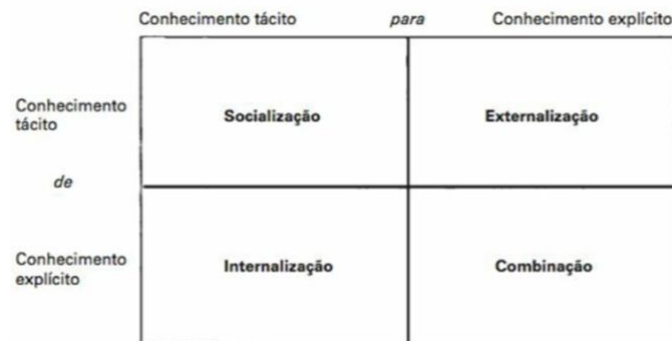 Conhecimento tácito para Conhecimento explícito
Conhecimento
tácito
Socialização Externalização
de
Conhecimento
explícito
Internalização Combinação